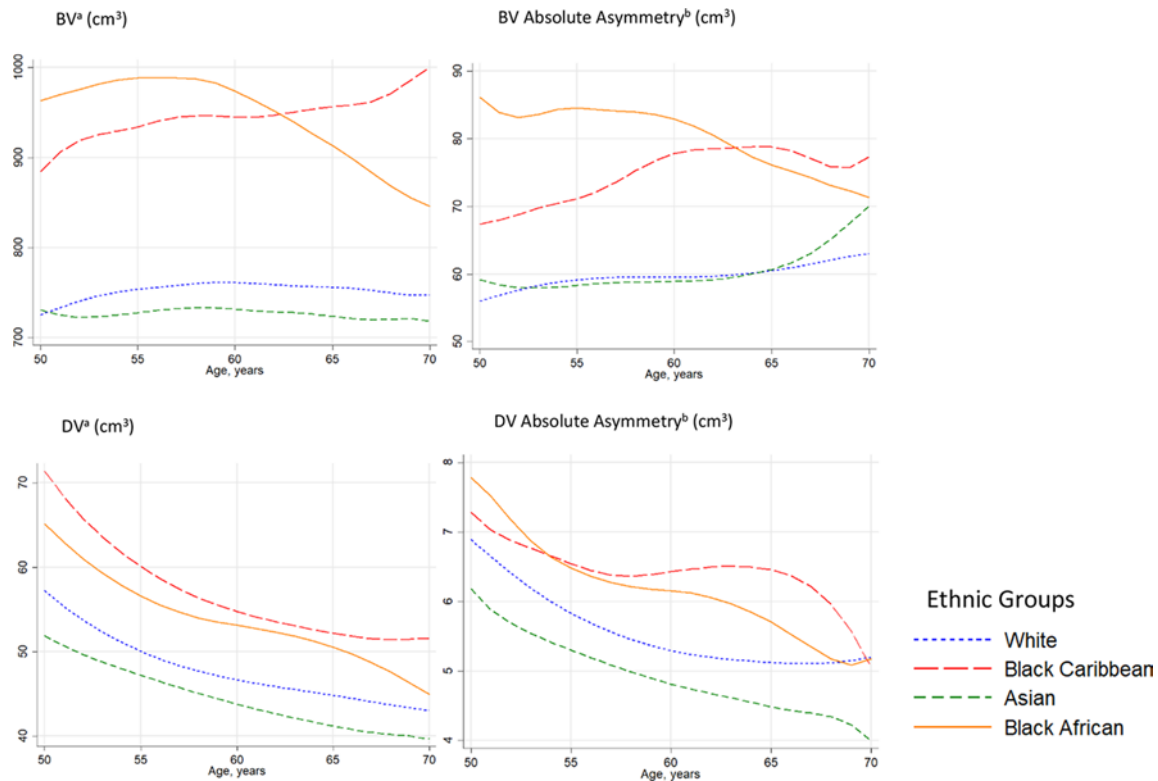 BVᵃ (cm³)
BV Absolute Asymmetryᵇ (cm³)
1000
900
800
700
50 55 60 65 70
Age, years
90
80
70
60
50
50 55 60 65 70
Age, years
DVᵃ (cm³)
DV Absolute Asymmetryᵇ (cm³)
70
60
50
40
50 55 60 65 70
Age, years
8
7
6
5
4
50 55 60 65 70
Age, years
Ethnic Groups
White
Black Caribbean
Asian
Black African